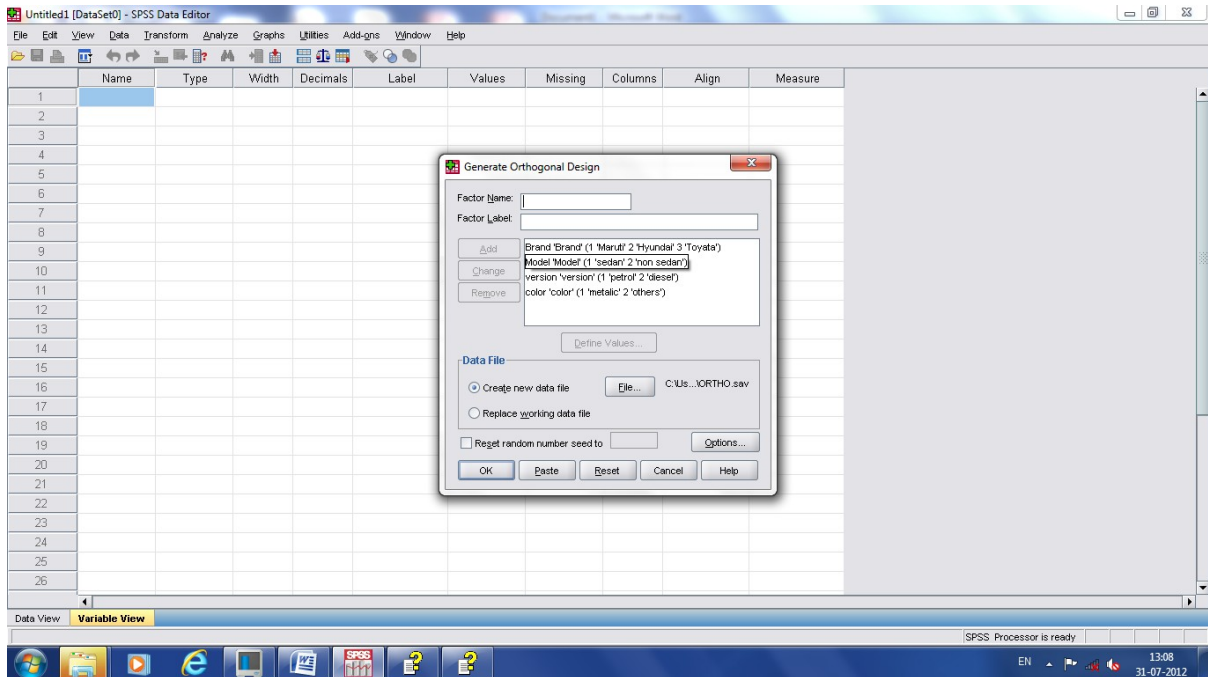 Untitled1 [DataSet0] - SPSS Data Editor
File Edit View Data Transform Analyze Graphs Utilities Add-ons Window Help
Name Type Width Decimals Label Values Missing Columns Align Measure
1
2
3
4
5
6
7
8
9
10
11
12
13
14
15
16
17
18
19
20
21
22
23
24
25
26
Generate Orthogonal Design
Factor Name:
Factor Label:
Add
Change
Remove
Brand 'Brand' (1 'Maruti' 2 'Hyundai' 3 'Toyata')
Model 'Model' (1 'sedan' 2 'non sedan')
version 'version' (1 'petrol' 2 'diesel')
color 'color' (1 'metalic' 2 'others')
Define Values...
Data File
Create new data file File... C:\Us...\ORTHO.sav
Replace working data file
Reset random number seed to Options...
OK Paste Reset Cancel Help
Data View Variable View
SPSS Processor is ready
SPSS
EN 13:08
31-07-2012